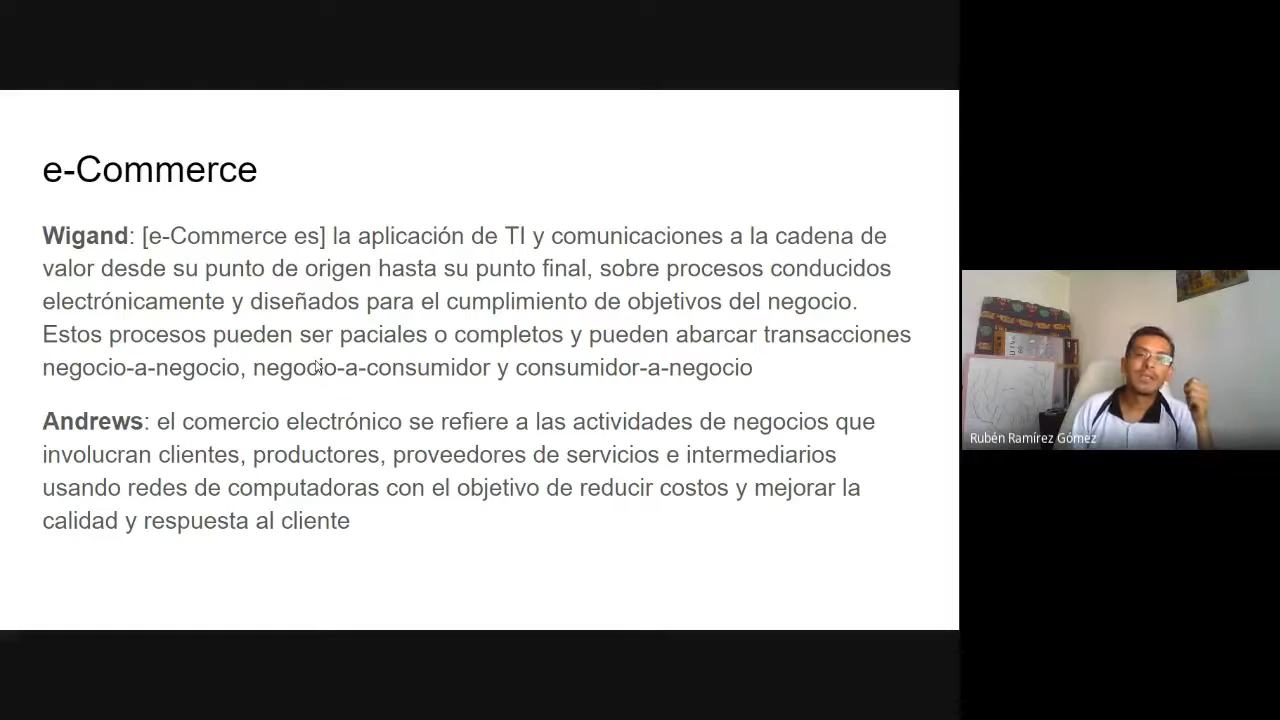 e-Commerce
Wigand: [e-Commerce es] la aplicación de TI y comunicaciones a la cadena de
valor desde su punto de origen hasta su punto final, sobre procesos conducidos
electrónicamente y diseñados para el cumplimiento de objetivos del negocio.
Estos procesos pueden ser paciales o completos y pueden abarcar transacciones
negocio-a-negocio, negocio-a-consumidor y consumidor-a-negocio
Andrews: el comercio electrónico se refiere a las actividades de negocios que
involucran clientes, productores, proveedores de servicios e intermediarios
usando redes de computadoras con el objetivo de reducir costos y mejorar la
calidad y respuesta al cliente
Rubén Ramírez Gómez